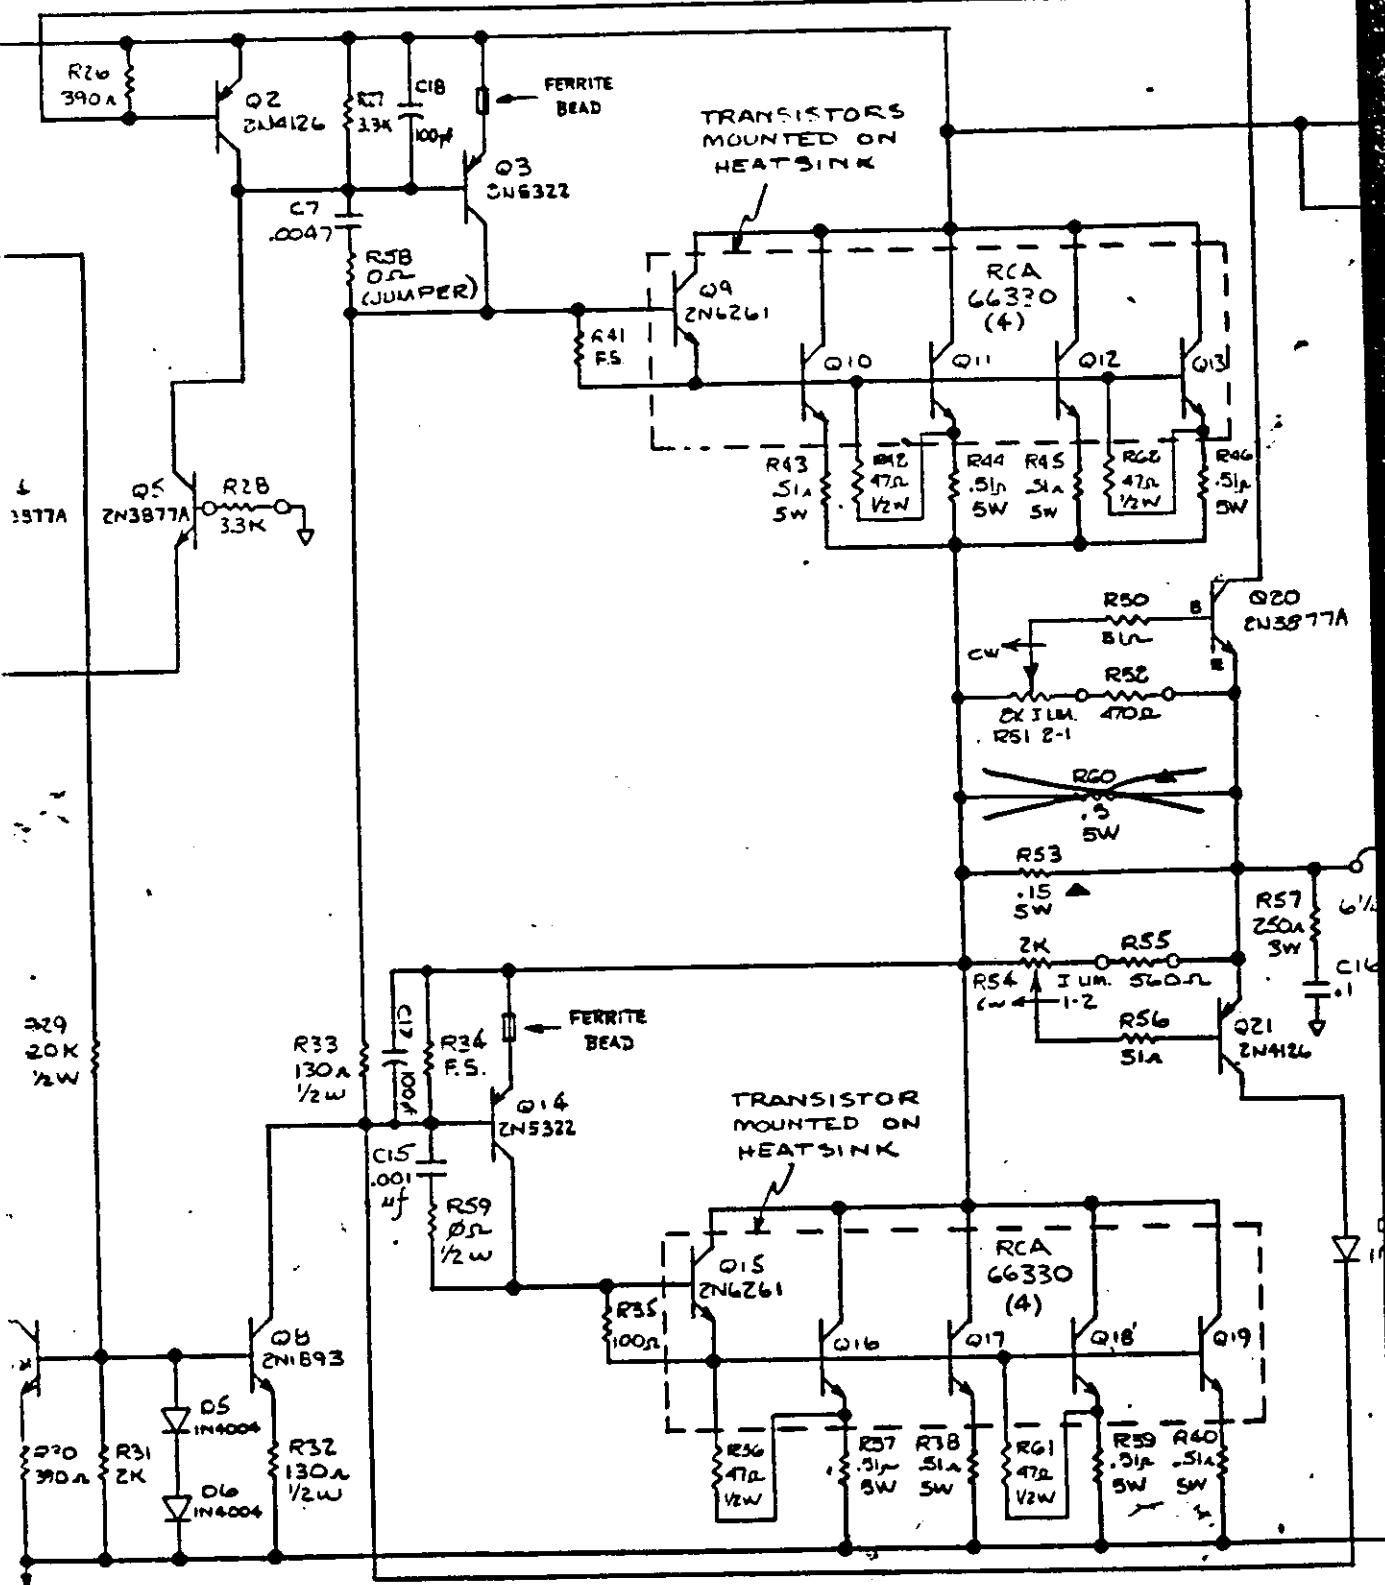 R26
390Ω
Q2
2N4126
R27
3.3K
C18
100pf
FERRITE
BEAD
Q3
2N5322
TRANSISTORS
MOUNTED ON
HEATSINK
C7
.0047
R58
0Ω
(JUMPER)
Q9
2N6261
RCA
66330
(4)
R41
F.S.
Q10
Q11
Q12
Q13
R43
.51Ω
5W
R42
47Ω
1/2W
R44
.51Ω
5W
R45
.51Ω
5W
R62
47Ω
1/2W
R46
.51Ω
5W
3877A
Q5
2N3877A
R28
3.3K
R50
51Ω
B
E
Q20
2N3877A
CW
R52
470Ω
2K I LIM.
R51 2-1
R60
.5
5W
R53
.15
5W
R57
250Ω
3W
C16
.1
2K
R54
CW
I LIM.
1-2
R55
560Ω
R56
51Ω
Q21
2N4126
R29
20K
1/2W
R33
130Ω
1/2W
C17
100pf
R34
F.S.
FERRITE
BEAD
Q14
2N5322
TRANSISTOR
MOUNTED ON
HEATSINK
C15
.001
µf
R59
ØΩ
1/2W
Q15
2N6261
RCA
66330
(4)
R35
100Ω
Q16
Q17
Q18
Q19
Q8
2N1893
D5
1N4004
D6
1N4004
R30
390Ω
R31
2K
R32
130Ω
1/2W
R36
47Ω
1/2W
R37
.51Ω
5W
R38
.51Ω
5W
R61
47Ω
1/2W
R39
.51Ω
5W
R40
.51Ω
5W